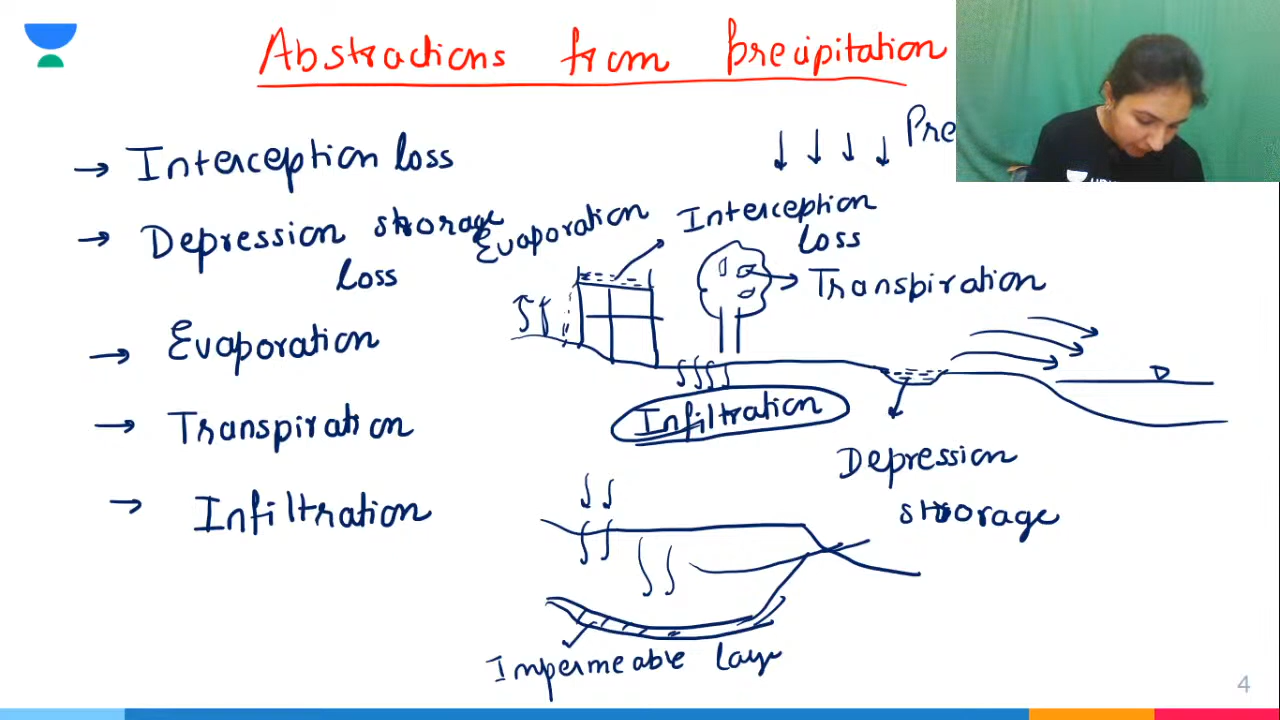 Abstractions from Precipitation
→ Interception loss
→ Depression storage
loss
→ Evaporation
→ Transpiration
→ Infiltration
Pre
Evaporation
Interception
loss
Transpiration
Infiltration
Depression
storage
Impermeable Laye
4